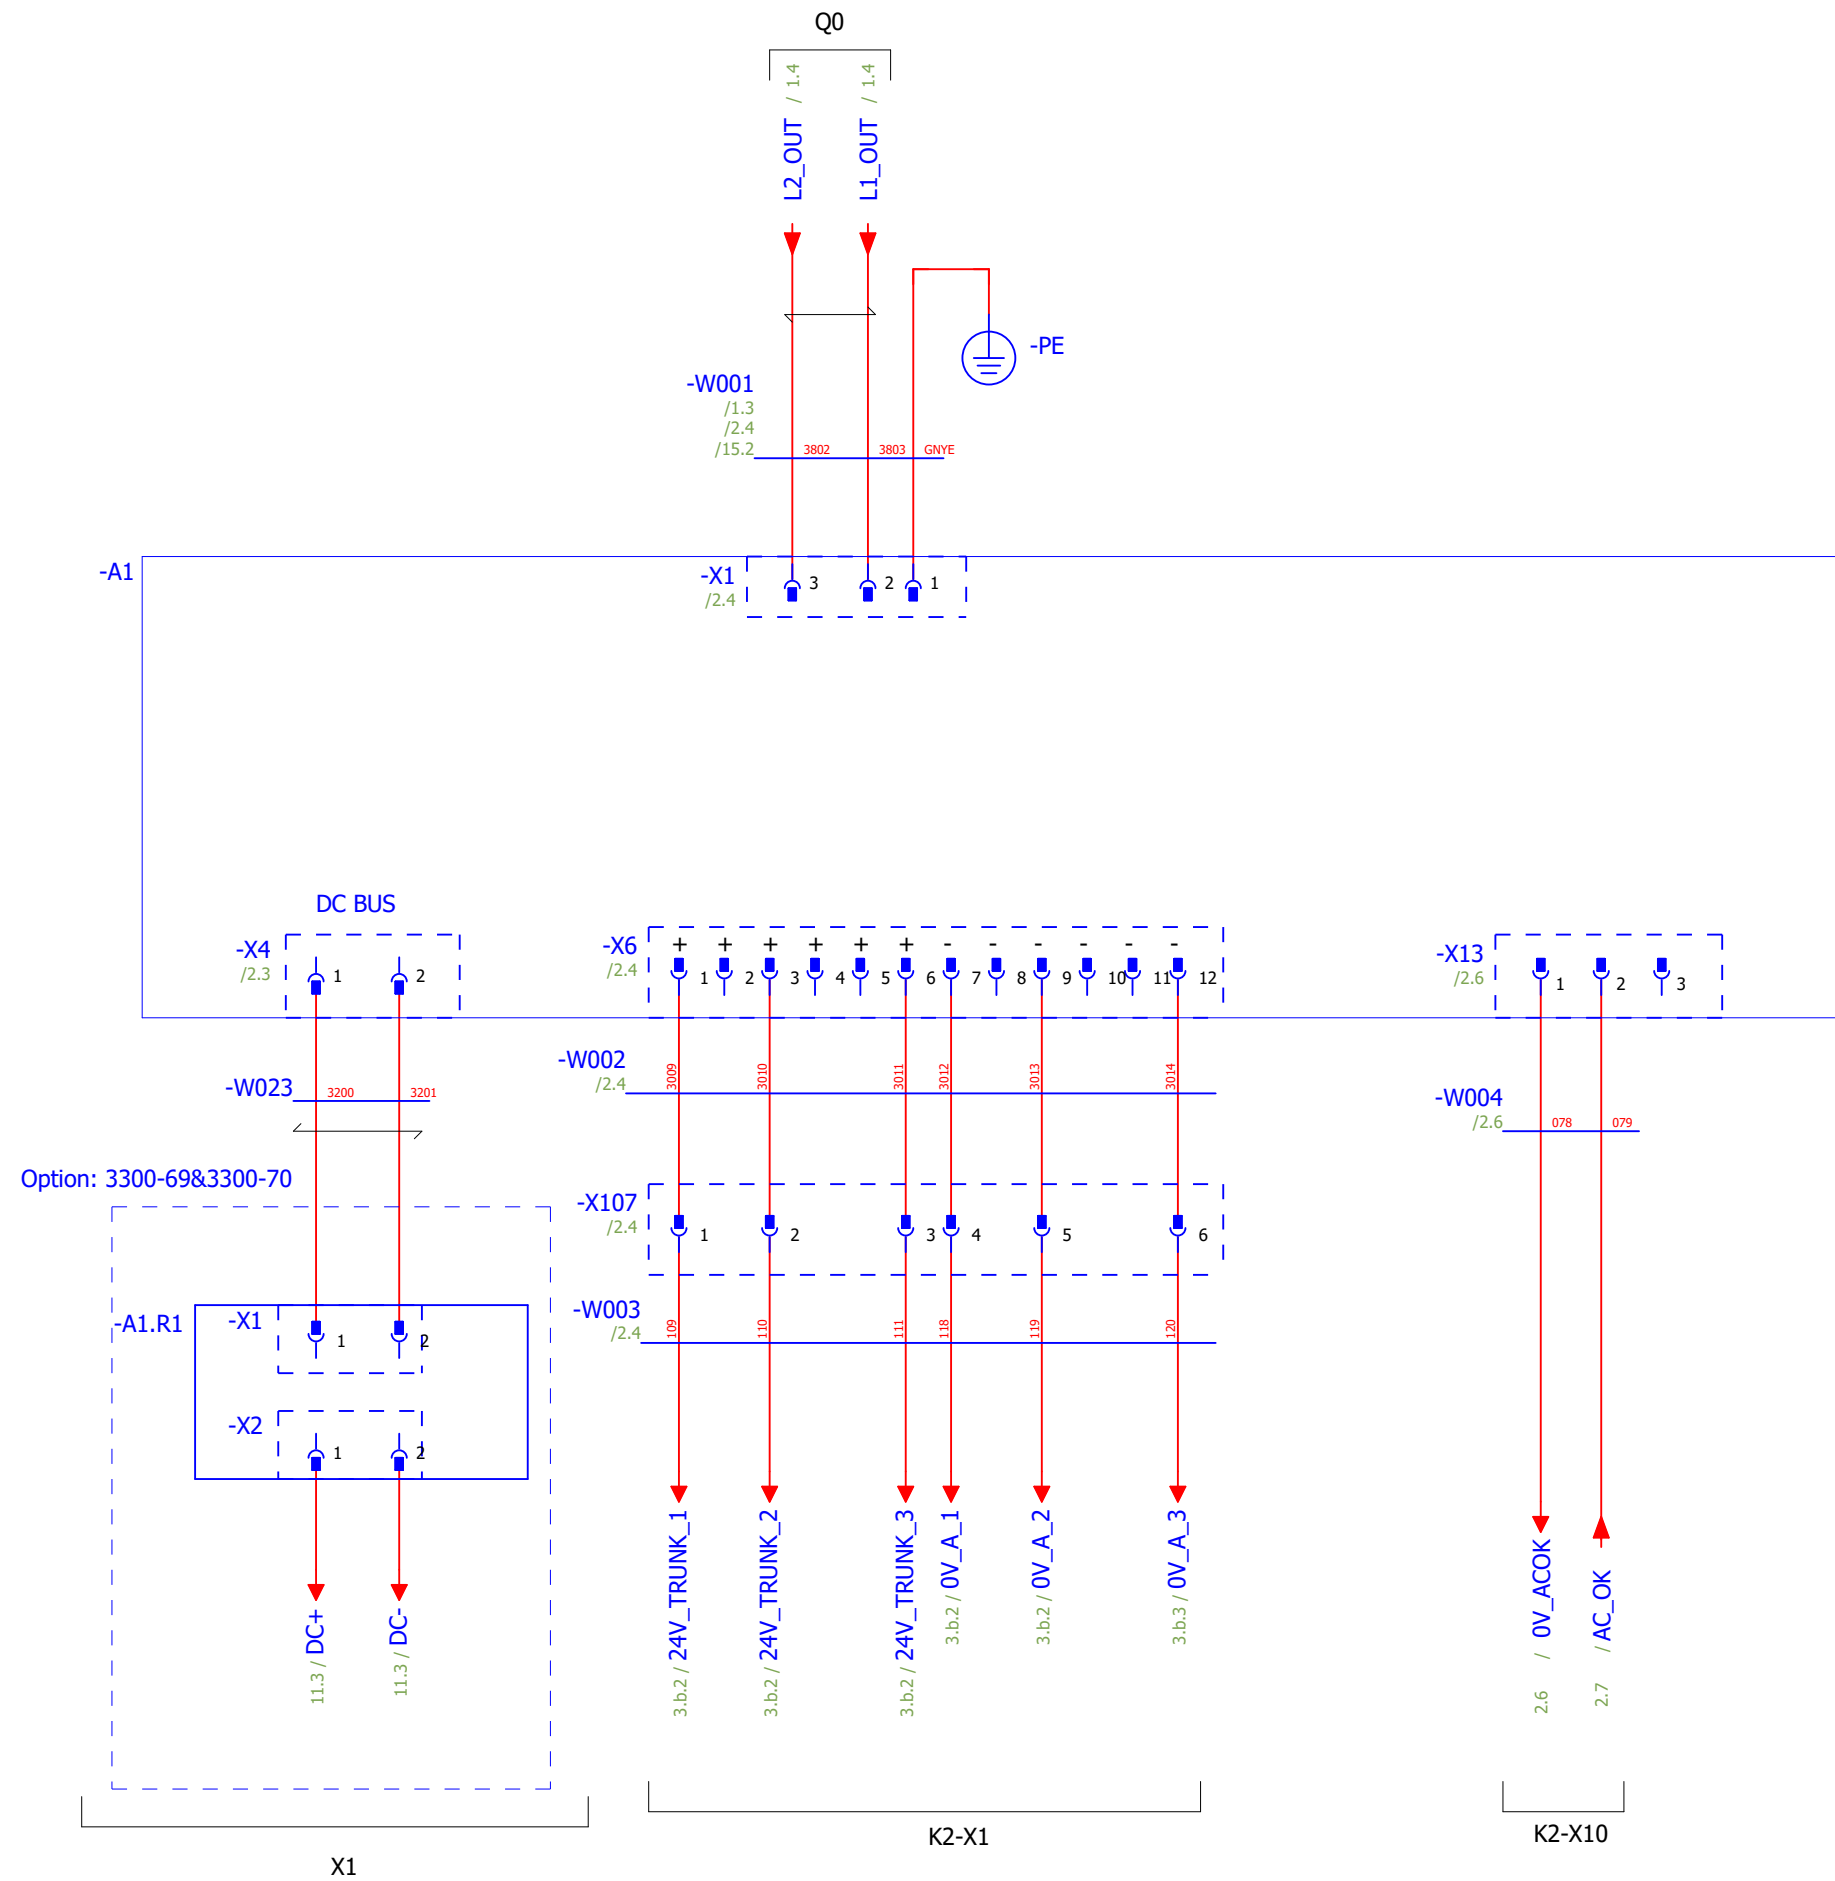 Q0
L2_OUT / 1.4
L1_OUT / 1.4
-PE
-W001
/1.3
/2.4
/15.2
3802
3803
GNYE
-A1
-X1
/2.4
3
2
1
DC BUS
-X4
/2.3
1
2
-X6
/2.4
+ + + + + + - - - - - -
1 2 3 4 5 6 7 8 9 10 11 12
-X13
/2.6
1 2 3
-W023
3200
3201
-W002
/2.4
3009
3010
3011
3012
3013
3014
-W004
/2.6
078
079
Option: 3300-69&3300-70
-X107
/2.4
1 2 3 4 5 6
-A1.R1
-X1
1
2
-W003
/2.4
109
110
111
118
119
120
-X2
1
2
11.3 / DC+
11.3 / DC-
3.b.2 / 24V_TRUNK_1
3.b.2 / 24V_TRUNK_2
3.b.2 / 24V_TRUNK_3
3.b.2 / 0V_A_1
3.b.2 / 0V_A_2
3.b.3 / 0V_A_3
2.6 / 0V_ACOK
2.7 / AC_OK
X1
K2-X1
K2-X10